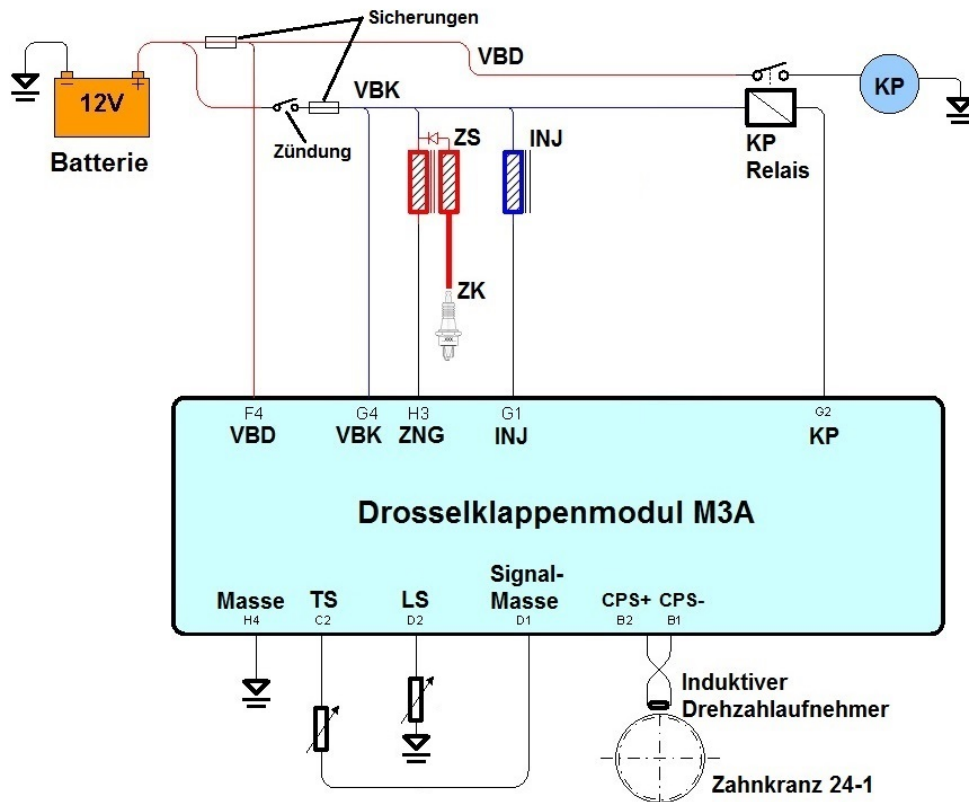 Sicherungen
VBD
12V
VBK
KP
Zündung
ZS
INJ
Batterie
KP
Relais
ZK
F4
G4
H3
G1
G2
VBD
VBK
ZNG
INJ
KP
Drosselklappenmodul M3A
Masse
H4
TS
C2
LS
D2
Signal-
Masse
D1
CPS+
B2
CPS-
B1
Induktiver
Drehzahlaufnehmer
Zahnkranz 24-1